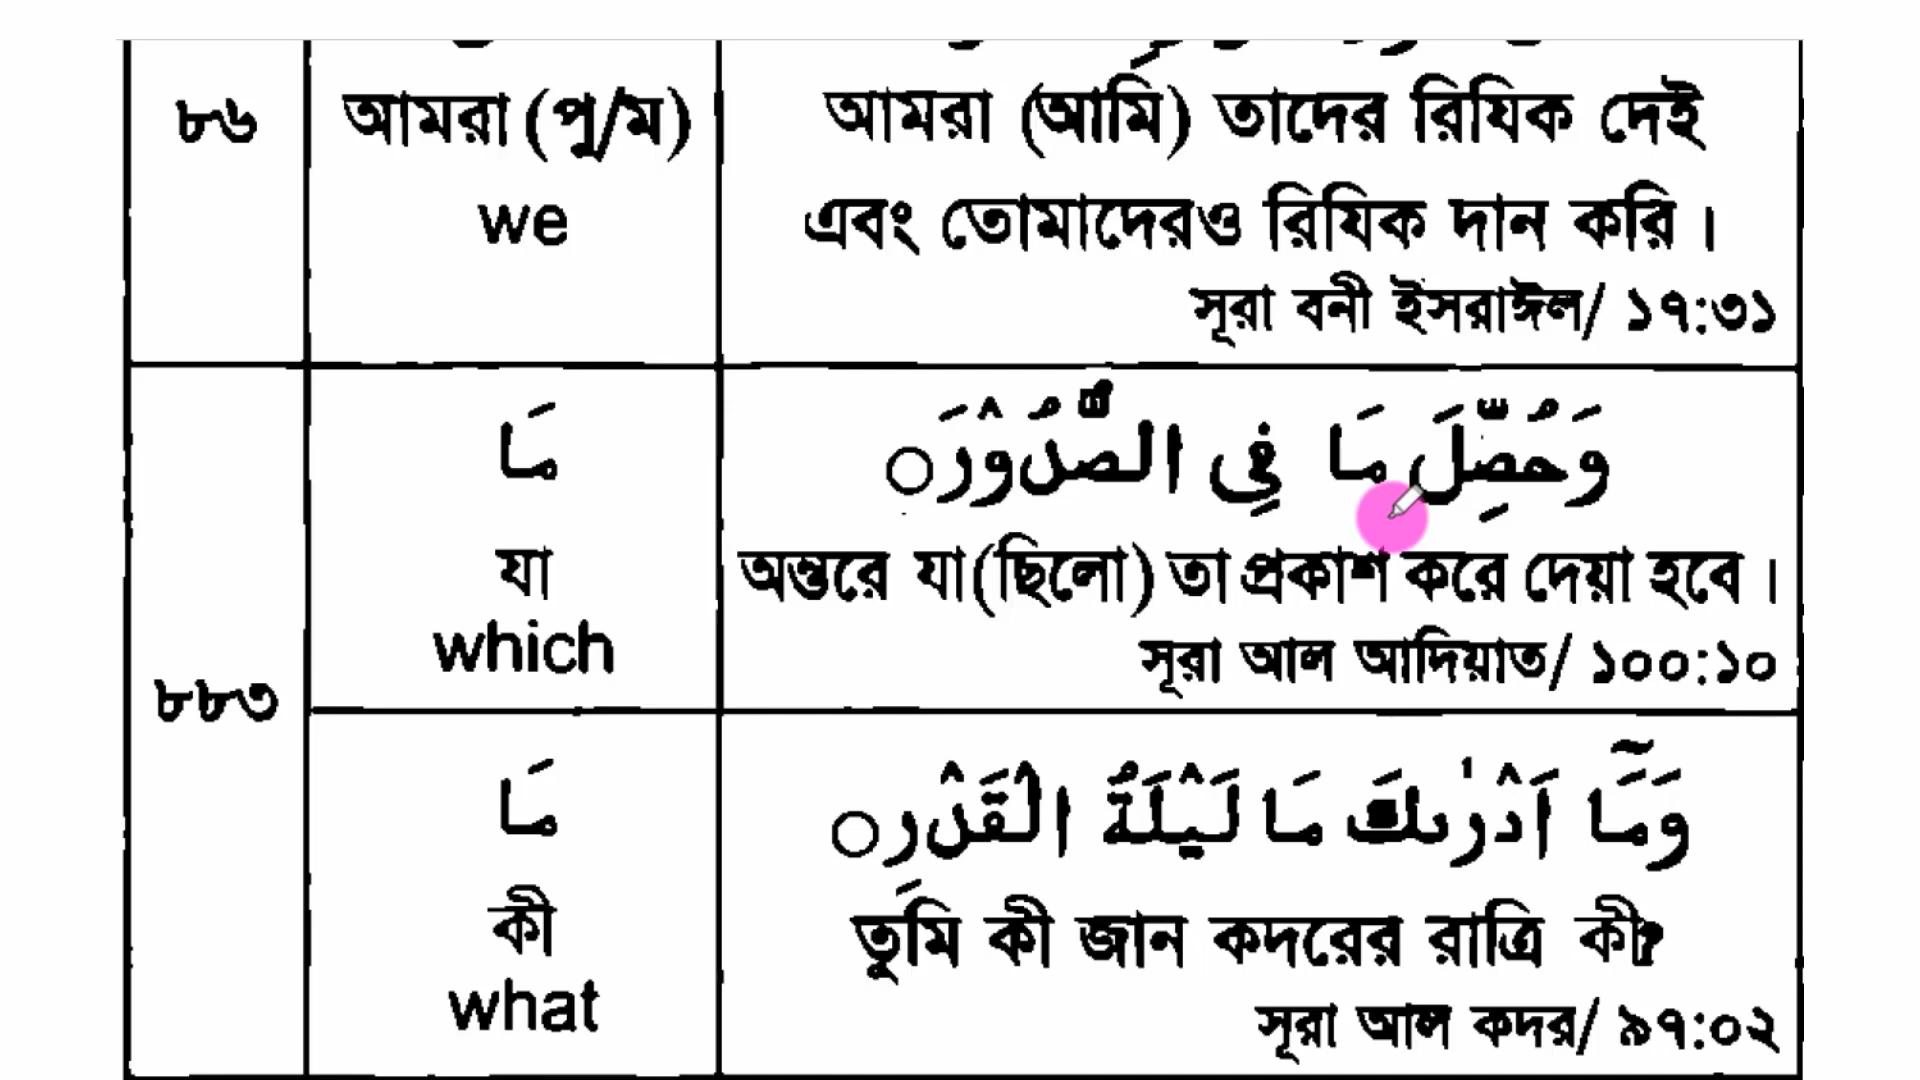 ৮৬
আমরা (পু/ম)
we
আমরা (আমি) তাদের রিযিক দেই
এবং তোমাদেরও রিযিক দান করি ।
সূরা বনী ইসরাঈল/ ১৭:৩১
৮৮৩
مَا
যা
which
وَحُصِّلَ مَا فِى الصُّدُوْرَ○
অন্তরে যা (ছিলো) তা প্রকাশ করে দেয়া হবে ।
সূরা আল আদিয়াত/ ১০০:১০
مَا
কী
what
وَمَآ اَدْرٰىكَ مَا لَيْلَةُ الْقَدْرِ○
তুমি কী জান কদরের রাত্রি কী?
সূরা আল কদর/ ৯৭:০২